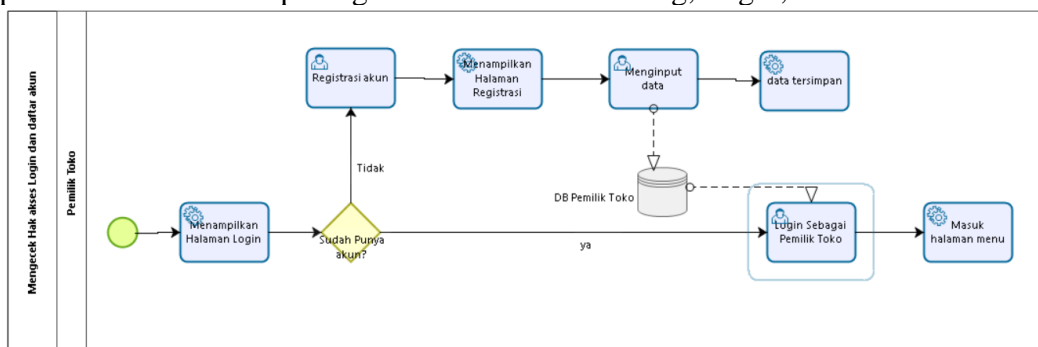 Mengecek Hak akses Login dan daftar akun
Pemilik Toko
Registrasi akun
Menampilkan
Halaman
Registrasi
Menginput
data
data tersimpan
Tidak
DB Pemilik Toko
Menampilkan
Halaman Login
Sudah Punya
akun?
ya
Login Sebagai
Pemilik Toko
Masuk
halaman menu